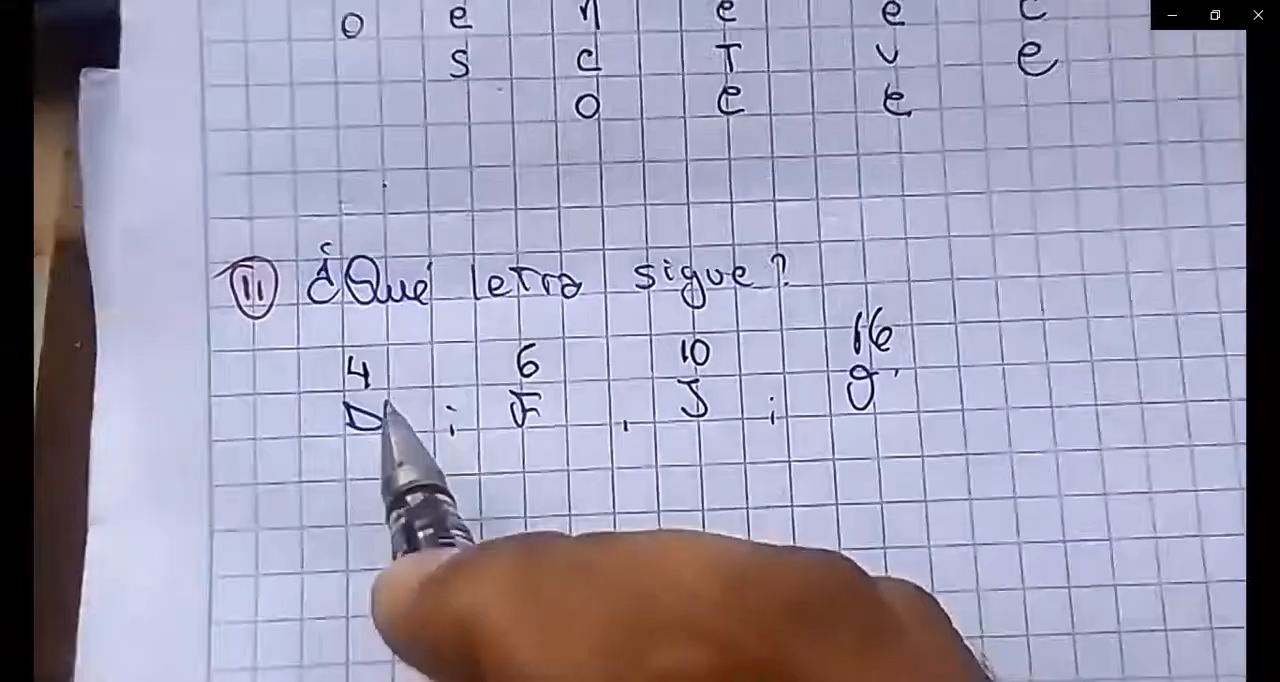 o e n e e c
s c T v e
o e e
11 ¿Qué letra sigue?
4 6 10 16
D ; F , J ; O